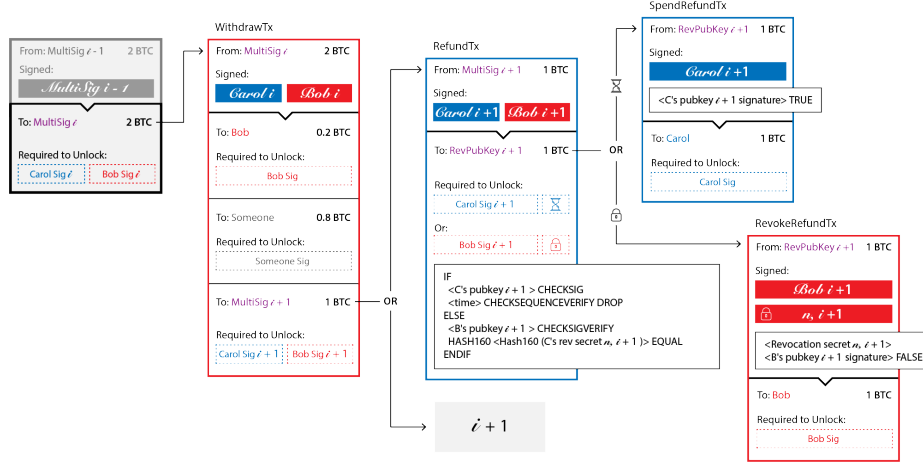 From: MultiSig i - 1 2 BTC
Signed:
MultiSig i - 1
To: MultiSig i 2 BTC
Required to Unlock:
Carol Sig i Bob Sig i
WithdrawTx
From: MultiSig i 2 BTC
Signed:
Carol i Bob i
To: Bob 0.2 BTC
Required to Unlock:
Bob Sig
To: Someone 0.8 BTC
Required to Unlock:
Someone Sig
To: MultiSig i + 1 1 BTC
Required to Unlock:
Carol Sig i + 1 Bob Sig i + 1
OR
RefundTx
From: MultiSig i + 1 1 BTC
Signed:
Carol i +1 Bob i +1
To: RevPubKey i + 1 1 BTC
Required to Unlock:
Carol Sig i + 1
Or:
Bob Sig i + 1
IF
<C's pubkey i + 1 > CHECKSIG
<time> CHECKSEQUENCEVERIFY DROP
ELSE
<B's pubkey i + 1 > CHECKSIGVERIFY
HASH160 <Hash160 (C's rev secret n, i + 1 )> EQUAL
ENDIF
i + 1
OR
SpendRefundTx
From: RevPubKey i +1 1 BTC
Signed:
Carol i +1
<C's pubkey i + 1 signature> TRUE
To: Carol 1 BTC
Required to Unlock:
Carol Sig
RevokeRefundTx
From: RevPubKey i +1 1 BTC
Signed:
Bob i +1
n, i +1
<Revocation secret n, i + 1>
<B's pubkey i + 1 signature> FALSE
To: Bob 1 BTC
Required to Unlock:
Bob Sig